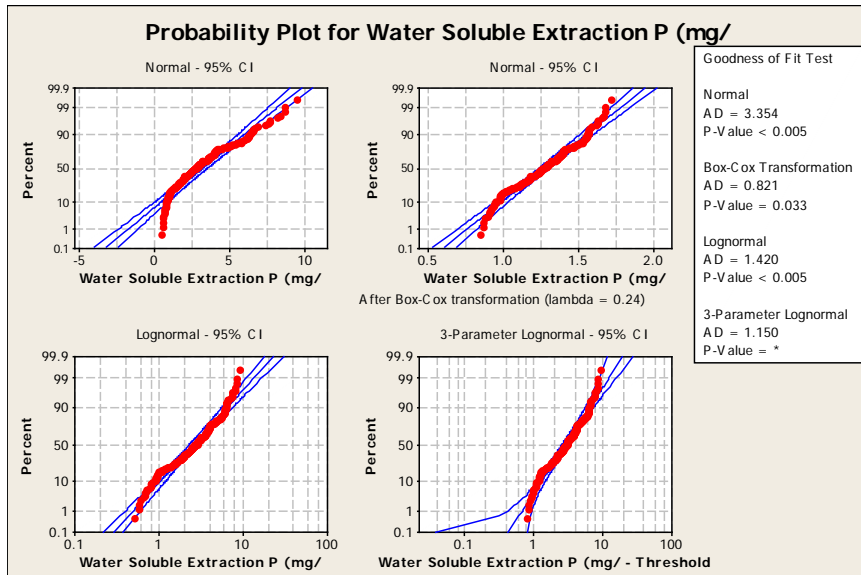 Probability Plot for Water Soluble Extraction P (mg/
Normal - 95% CI
Percent
99.9
99
90
50
10
1
0.1
-5 0 5 10
Water Soluble Extraction P (mg/
Normal - 95% CI
Percent
99.9
99
90
50
10
1
0.1
0.5 1.0 1.5 2.0
Water Soluble Extraction P (mg/
After Box-Cox transformation (lambda = 0.24)
Lognormal - 95% CI
Percent
99.9
99
90
50
10
1
0.1
0.1 1 10 100
Water Soluble Extraction P (mg/
3-Parameter Lognormal - 95% CI
Percent
99.9
99
90
50
10
1
0.1
0.1 1 10 100
Water Soluble Extraction P (mg/ - Threshold
Goodness of Fit Test
Normal
AD = 3.354
P-Value < 0.005
Box-Cox Transformation
AD = 0.821
P-Value = 0.033
Lognormal
AD = 1.420
P-Value < 0.005
3-Parameter Lognormal
AD = 1.150
P-Value = *